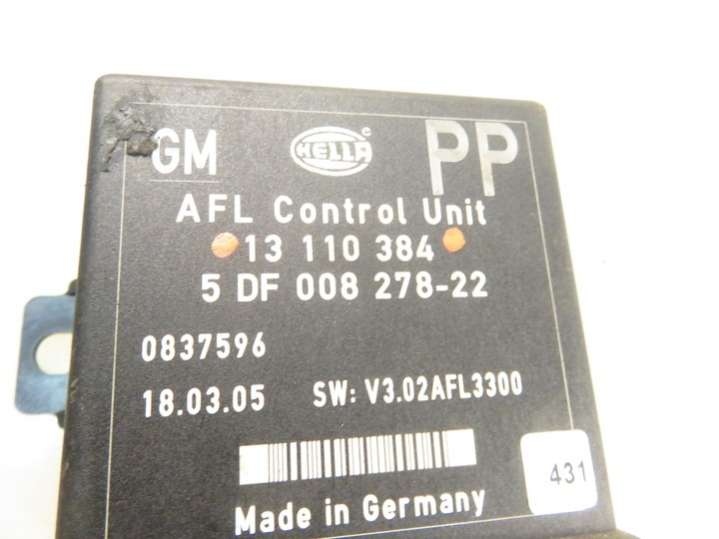 GM HELLA © PP
AFL Control Unit
13 110 384
5 DF 008 278-22
0837596
18.03.05 SW: V3.02AFL3300
431
Made in Germany